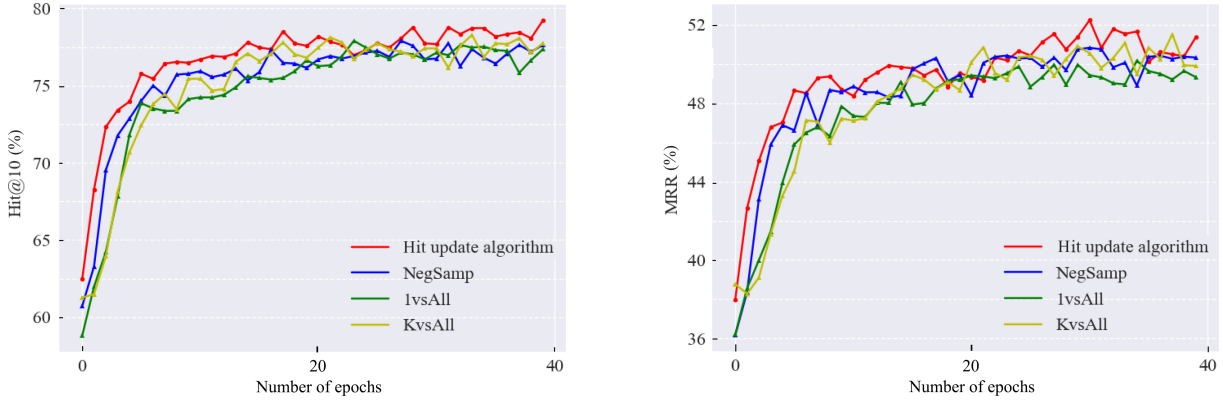 80
75
70
65
60
Hit@10 (%)
Hit update algorithm
NegSamp
1vsAll
KvsAll
0
20
40
Number of epochs
52
48
44
40
36
MRR (%)
Hit update algorithm
NegSamp
1vsAll
KvsAll
0
20
40
Number of epochs